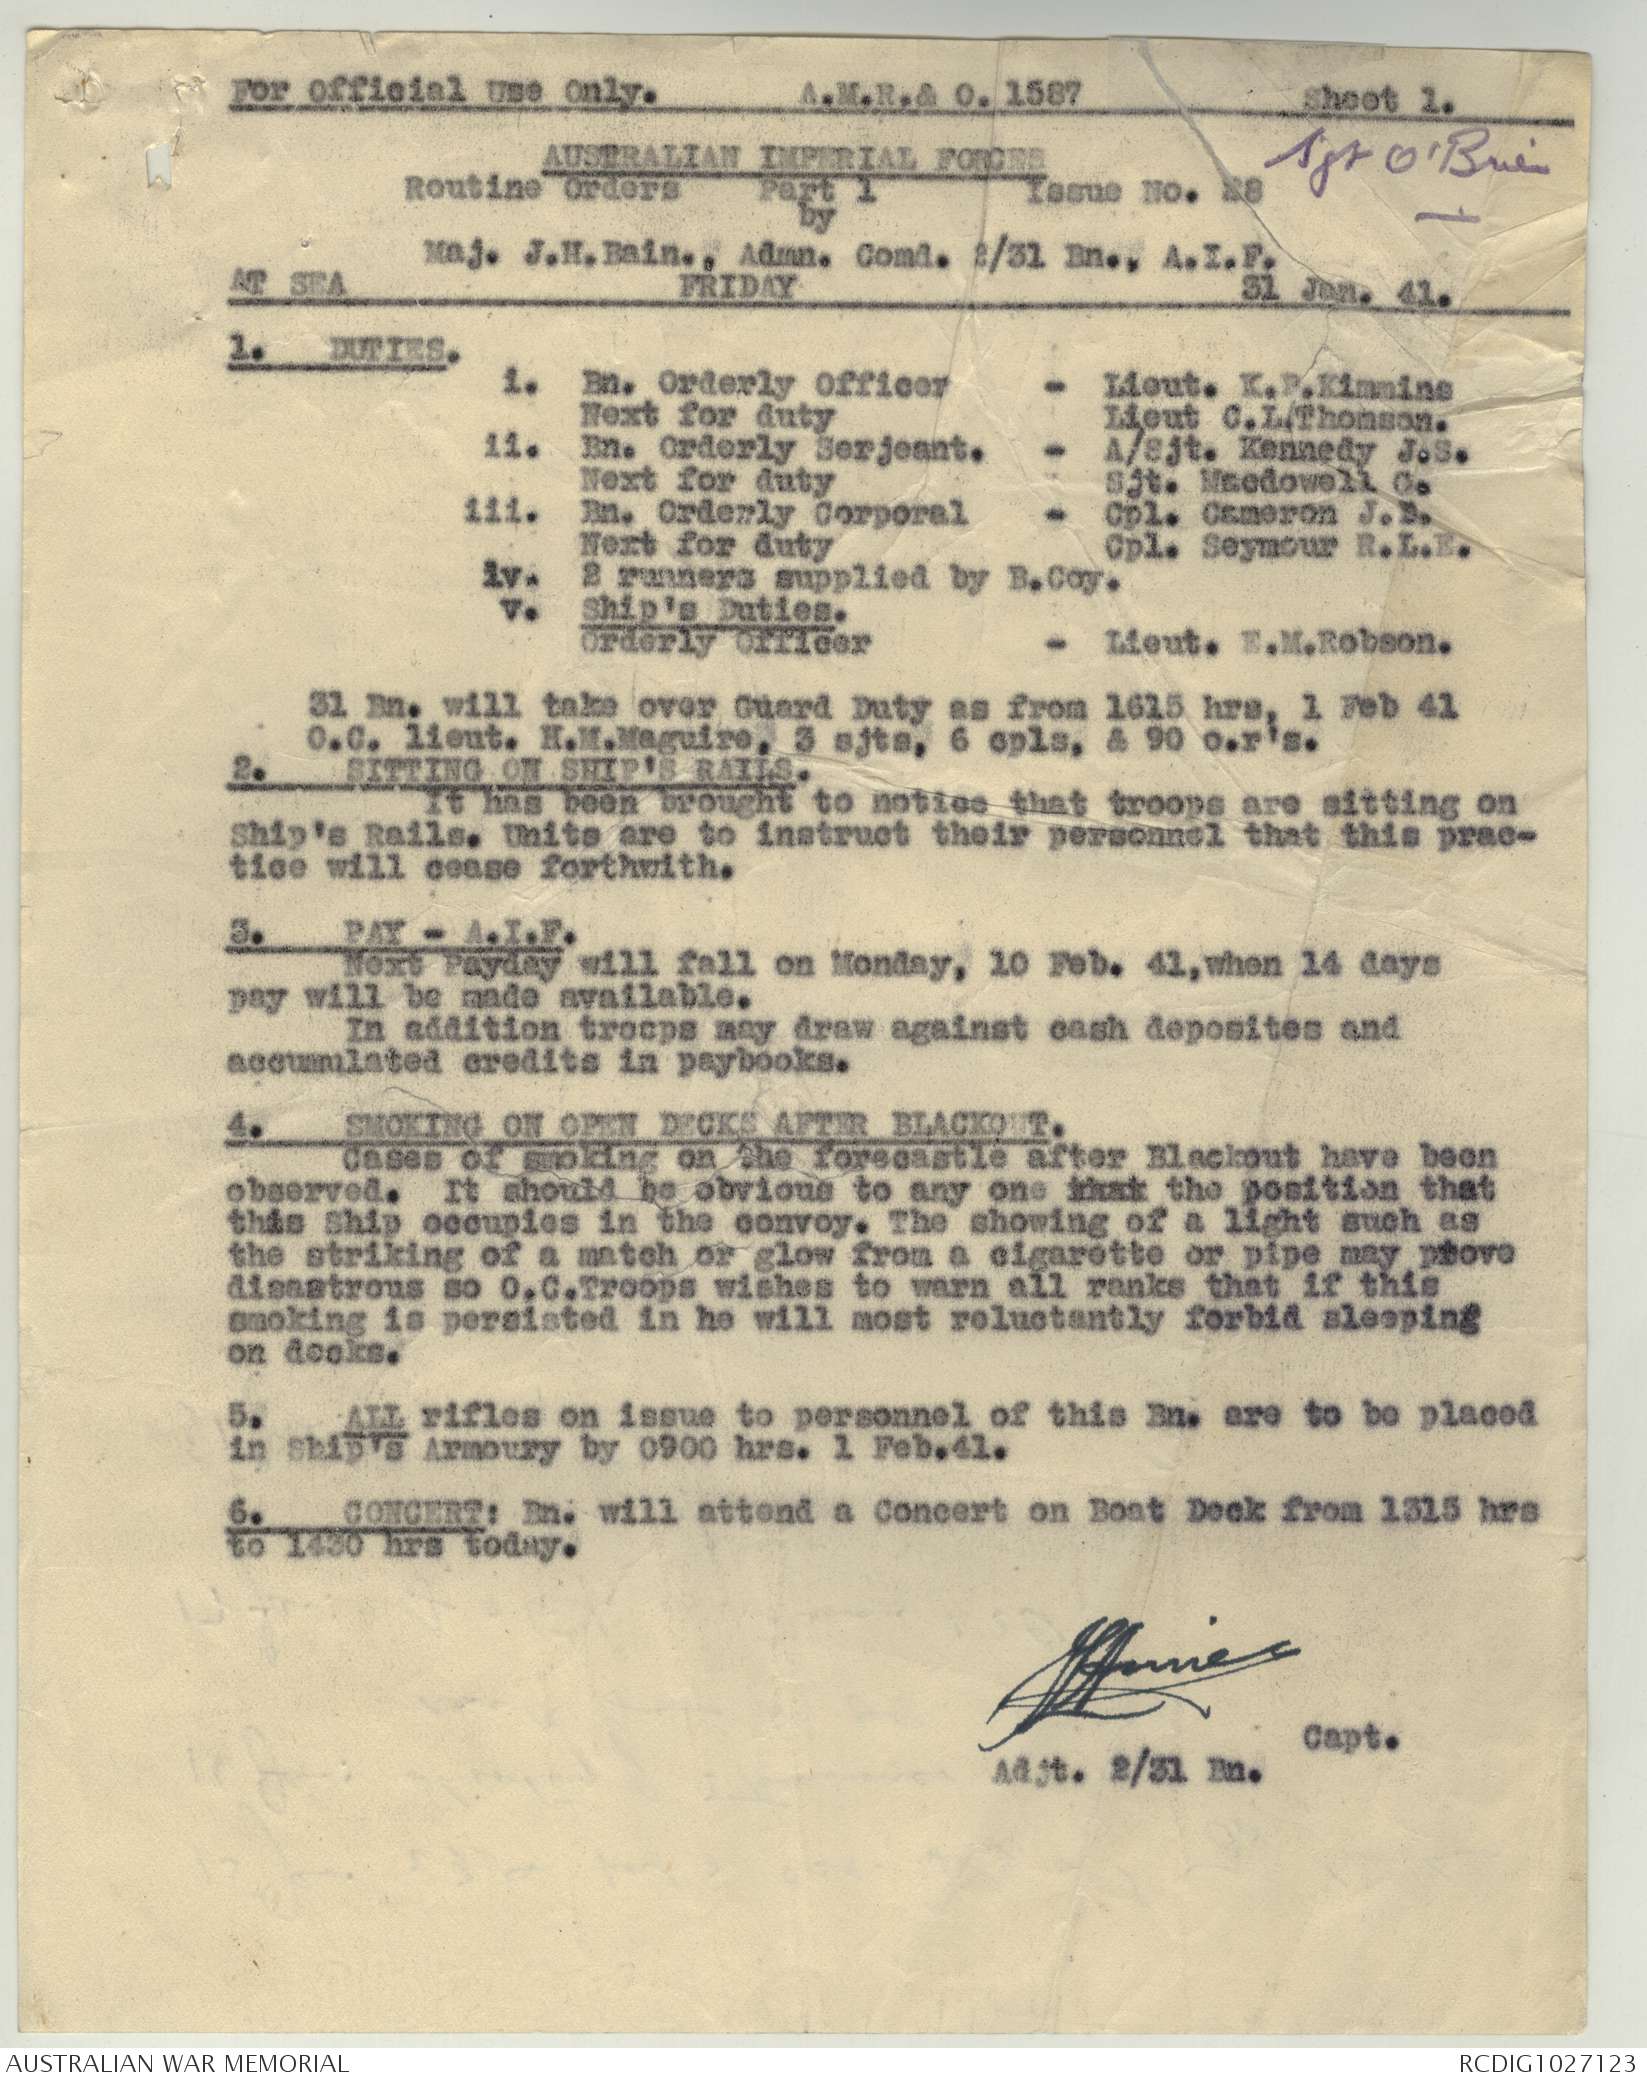 For Official Use Only. A.M.R.& O. 1587 Sheet 1.
Sgt O'Brien
AUSTRALIAN IMPERIAL FORCES
Routine Orders Part 1 Issue No. 28
by
Maj. J.H.Bain., Admn. Comd. 2/31 Bn., A.I.F.
AT SEA FRIDAY 31 Jan. 41.
1. DUTIES.
i. Bn. Orderly Officer - Lieut. K.P.Kimmins
Next for duty Lieut C.L.Thomson.
ii. Bn. Orderly Serjeant. - A/Sjt. Kennedy J.S.
Next for duty Sjt. Macdowell C.
iii. Bn. Orderly Corporal - Cpl. Cameron J.D.
Next for duty Cpl. Seymour R.L.E.
iv. 2 runners supplied by B.Coy.
v. Ship's Duties.
Orderly Officer - Lieut. E.M.Robson.
31 Bn. will take over Guard Duty as from 1615 hrs, 1 Feb 41
O.C. lieut. H.M.Maguire, 3 sjts, 6 cpls, & 90 o.r's.
2. SITTING ON SHIP'S RAILS.
It has been brought to notice that troops are sitting on
Ship's Rails. Units are to instruct their personnel that this prac-
tice will cease forthwith.
3. PAY - A.I.F.
Next Payday will fall on Monday, 10 Feb. 41,when 14 days
pay will be made available.
In addition troops may draw against cash deposites and
accumulated credits in paybooks.
4. SMOKING ON OPEN DECKS AFTER BLACKOUT.
Cases of smoking on the forecastle after Blackout have been
observed. It should be obvious to any one that the position that
this Ship occupies in the convoy. The showing of a light such as
the striking of a match or glow from a cigarette or pipe may prove
disastrous so O.C.Troops wishes to warn all ranks that if this
smoking is persisted in he will most reluctantly forbid sleeping
on decks.
5. ALL rifles on issue to personnel of this Bn. are to be placed
in Ship's Armoury by 0900 hrs. 1 Feb.41.
6. CONCERT: Bn. will attend a Concert on Boat Deck from 1315 hrs
to 1430 hrs today.
Capt.
Adjt. 2/31 Bn.
AUSTRALIAN WAR MEMORIAL RCDIG1027123